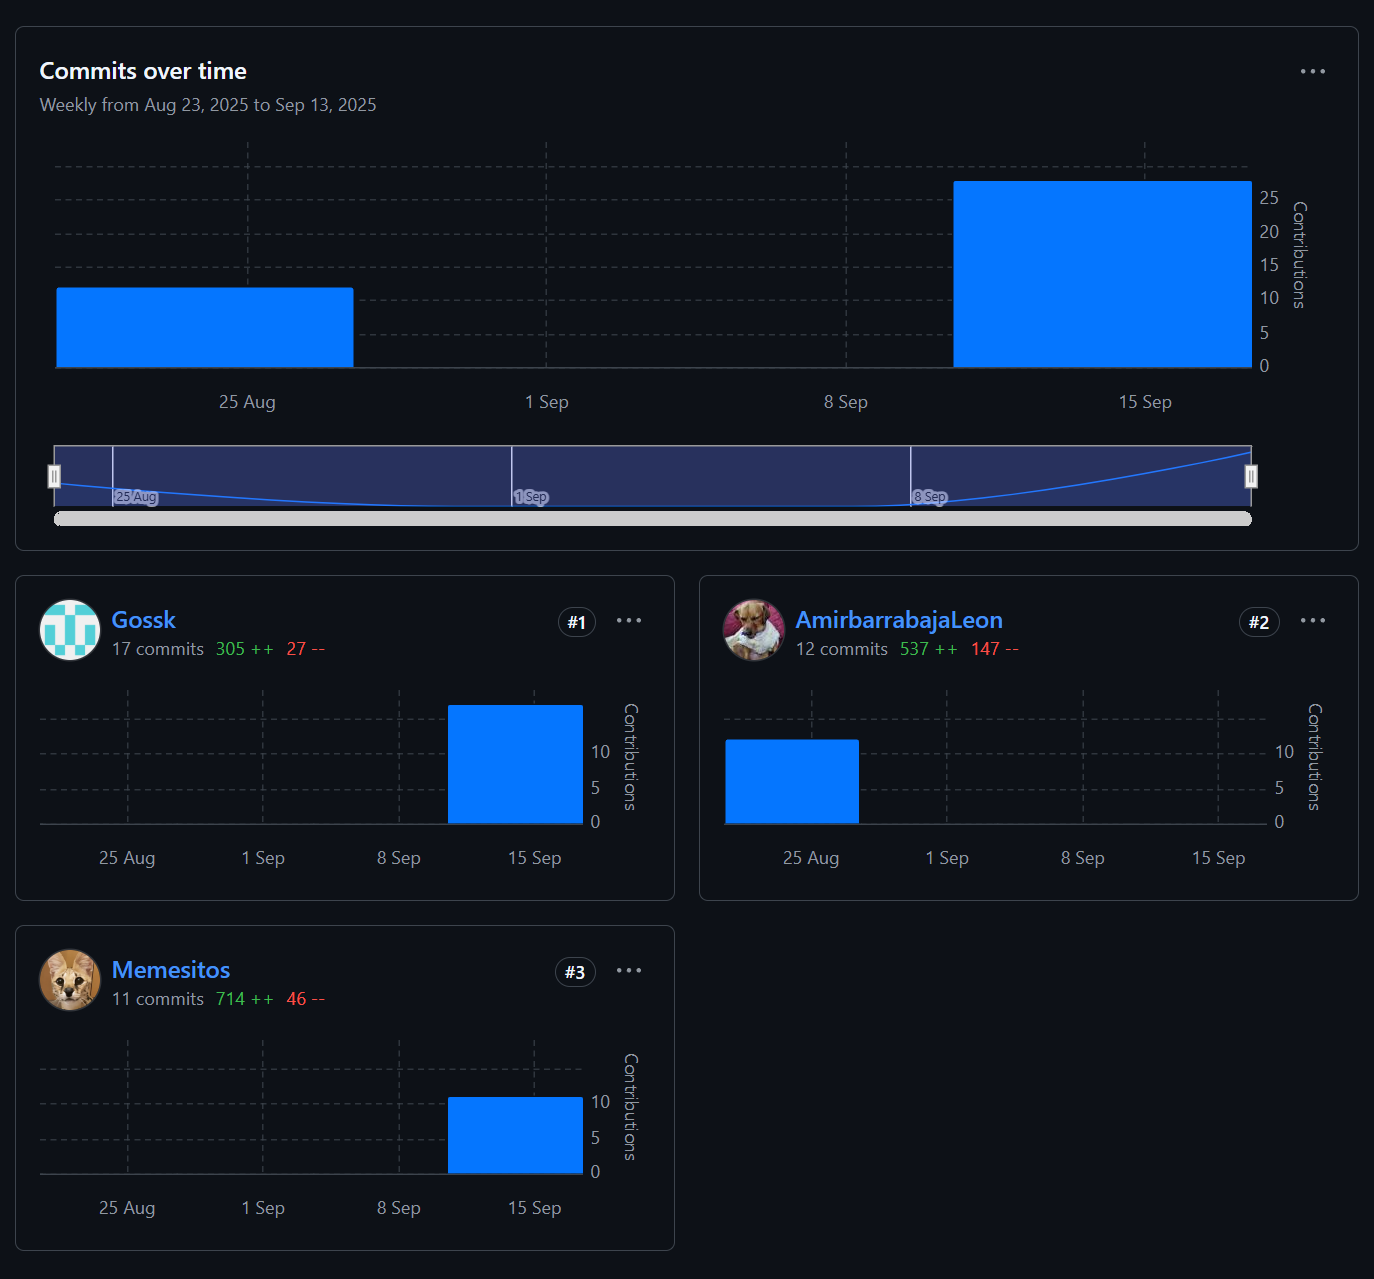 Commits over time
Weekly from Aug 23, 2025 to Sep 13, 2025
25
20
15
10
5
0
Contributions
25 Aug
1 Sep
8 Sep
15 Sep
25 Aug
1 Sep
8 Sep
Gossk
#1
17 commits 305 ++ 27 --
10
5
0
Contributions
25 Aug
1 Sep
8 Sep
15 Sep
AmirbarrabajaLeon
#2
12 commits 537 ++ 147 --
10
5
0
Contributions
25 Aug
1 Sep
8 Sep
15 Sep
Memesitos
#3
11 commits 714 ++ 46 --
10
5
0
Contributions
25 Aug
1 Sep
8 Sep
15 Sep